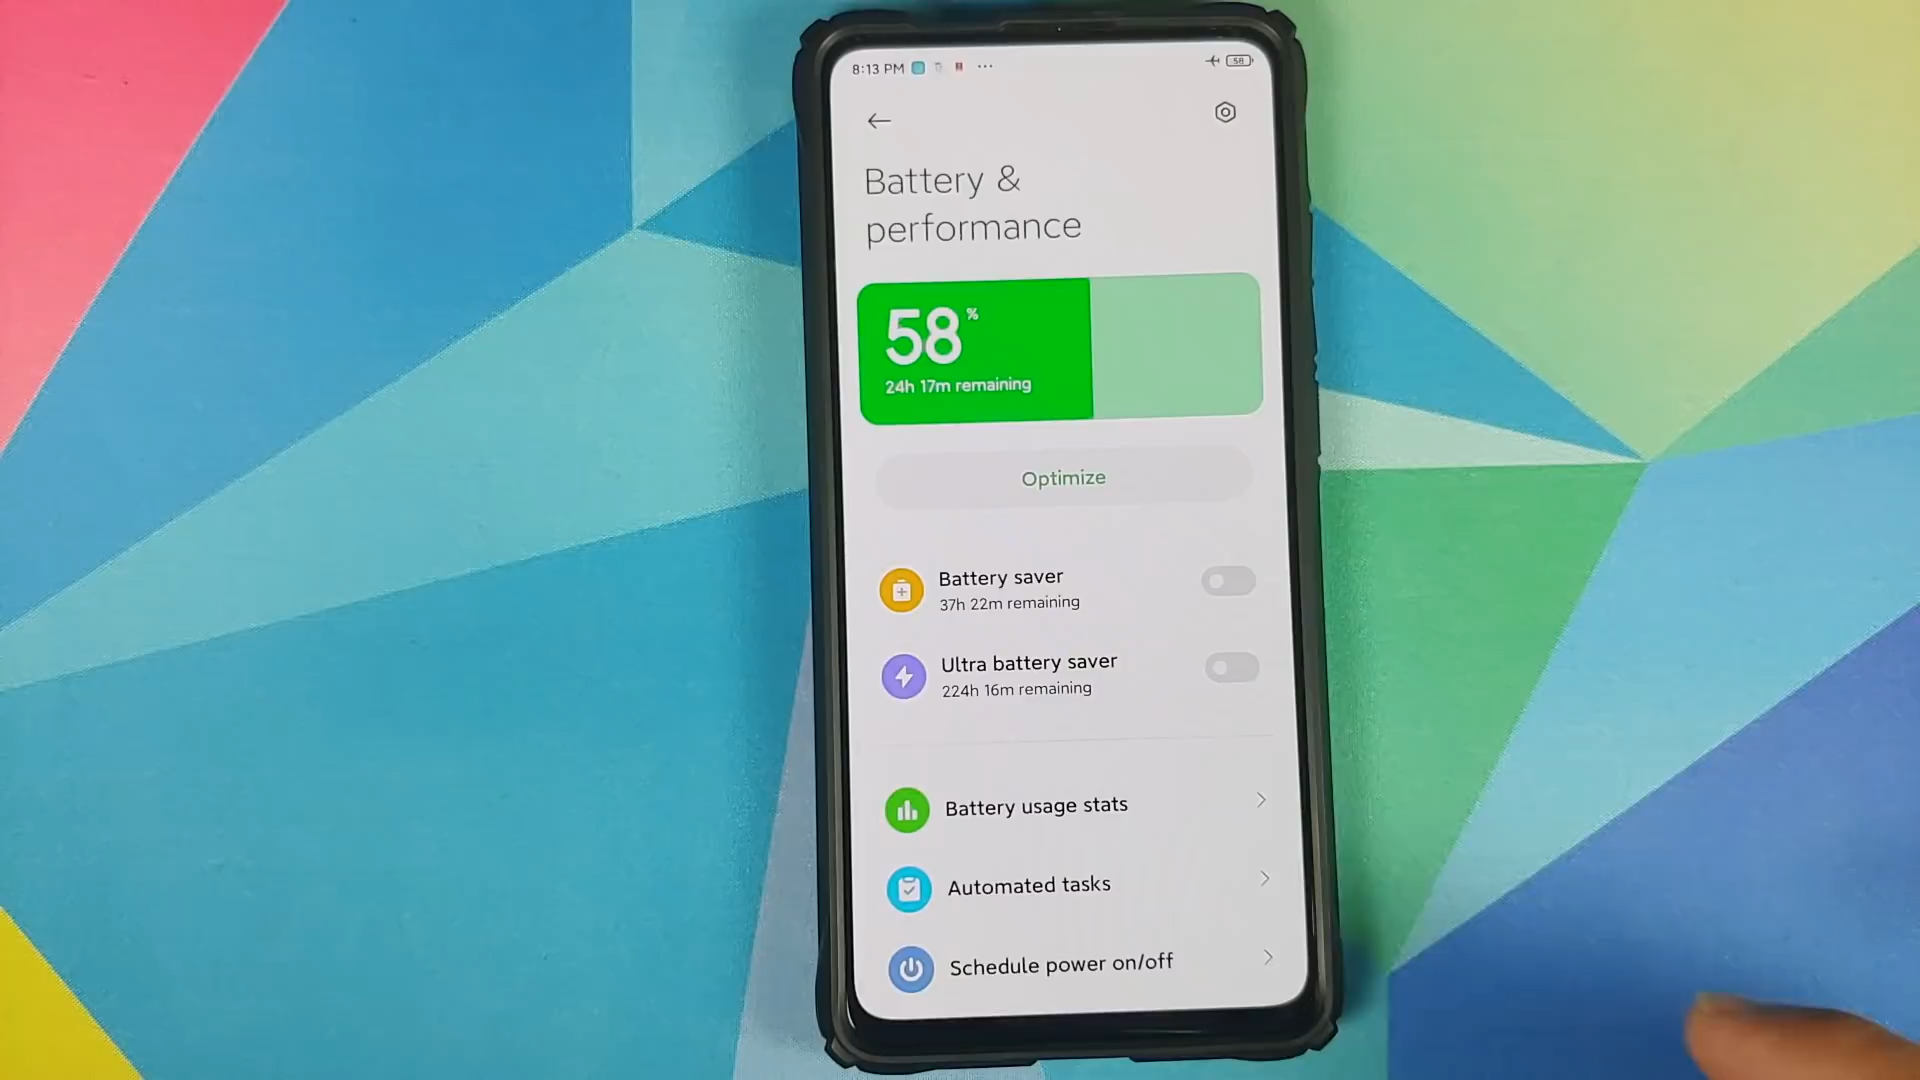 8:13 PM ...
58
Battery &
performance
58%
24h 17m remaining
Optimize
Battery saver
37h 22m remaining
Ultra battery saver
224h 16m remaining
Battery usage stats
Automated tasks
Schedule power on/off